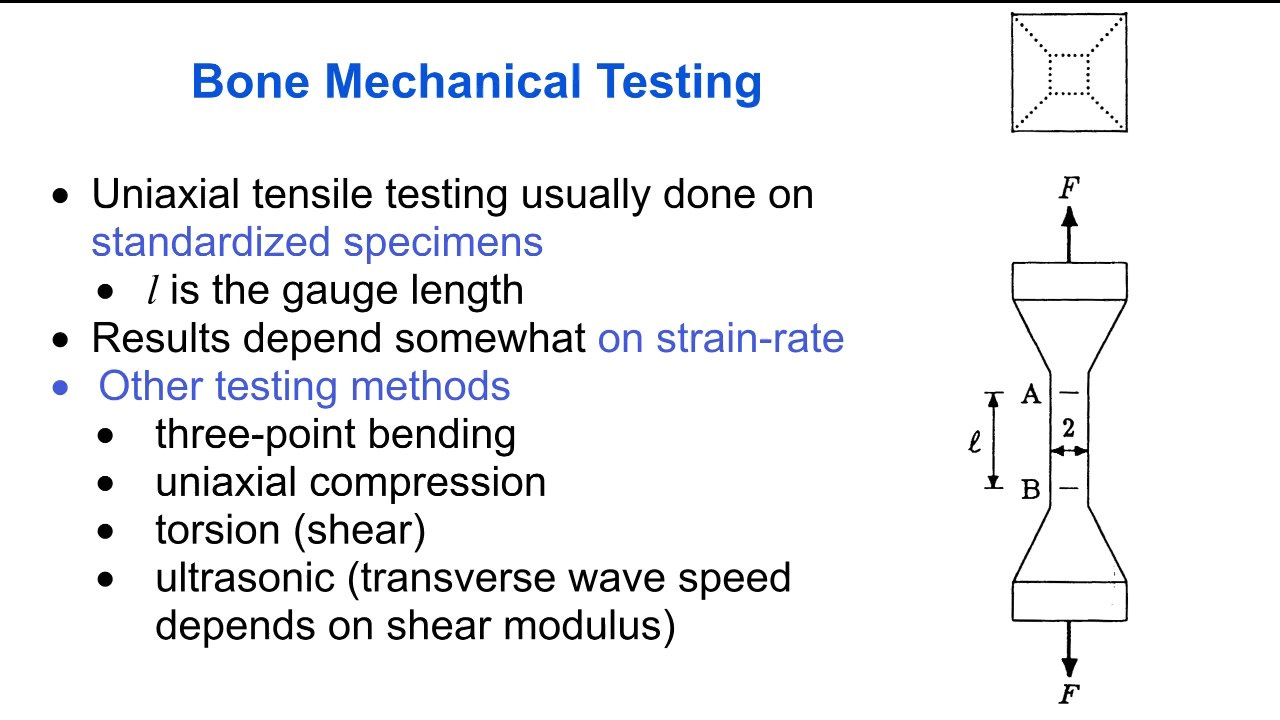 Bone Mechanical Testing
• Uniaxial tensile testing usually done on
standardized specimens
• l is the gauge length
• Results depend somewhat on strain-rate
• Other testing methods
• three-point bending
• uniaxial compression
• torsion (shear)
• ultrasonic (transverse wave speed
depends on shear modulus)
F
A
2
ℓ
B
F